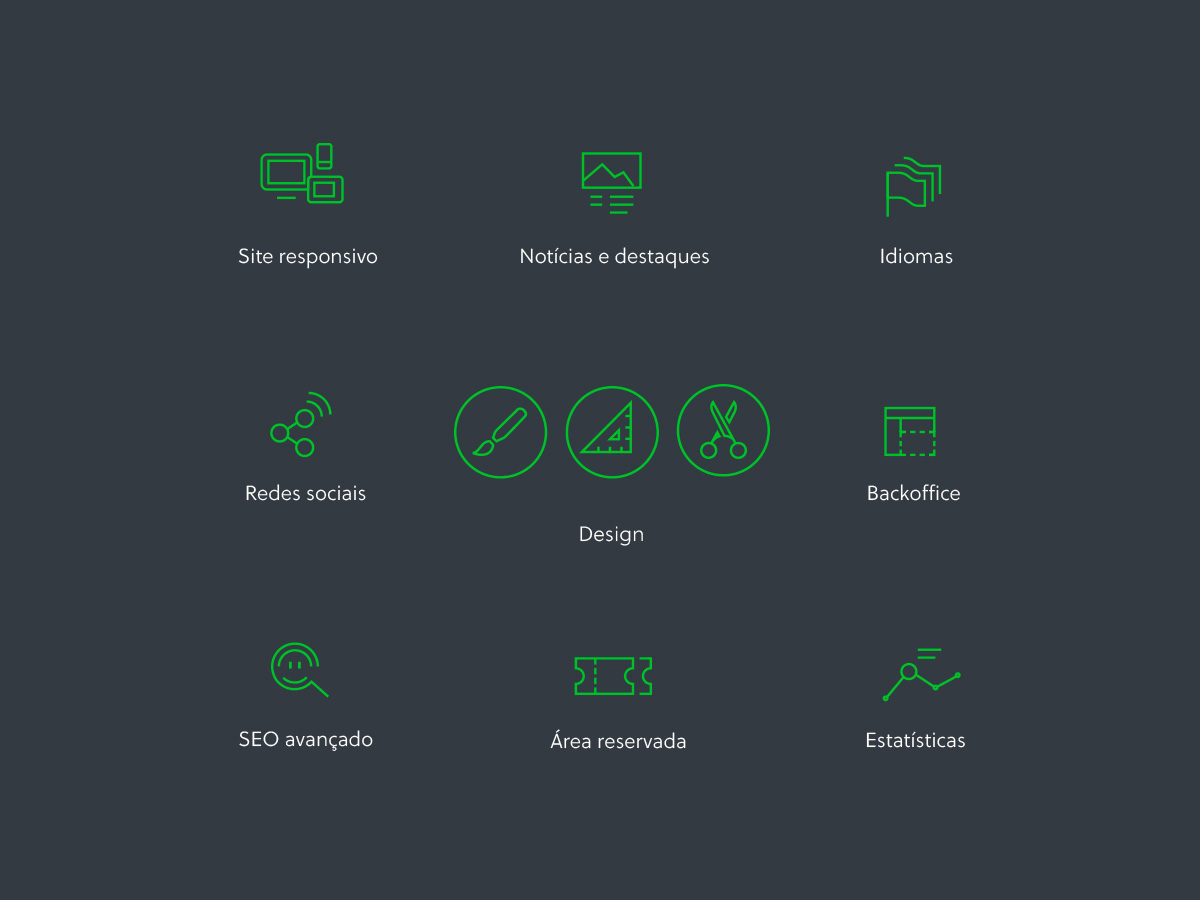 Site responsivo
Notícias e destaques
Idiomas
Redes sociais
Design
Backoffice
SEO avançado
Área reservada
Estatísticas